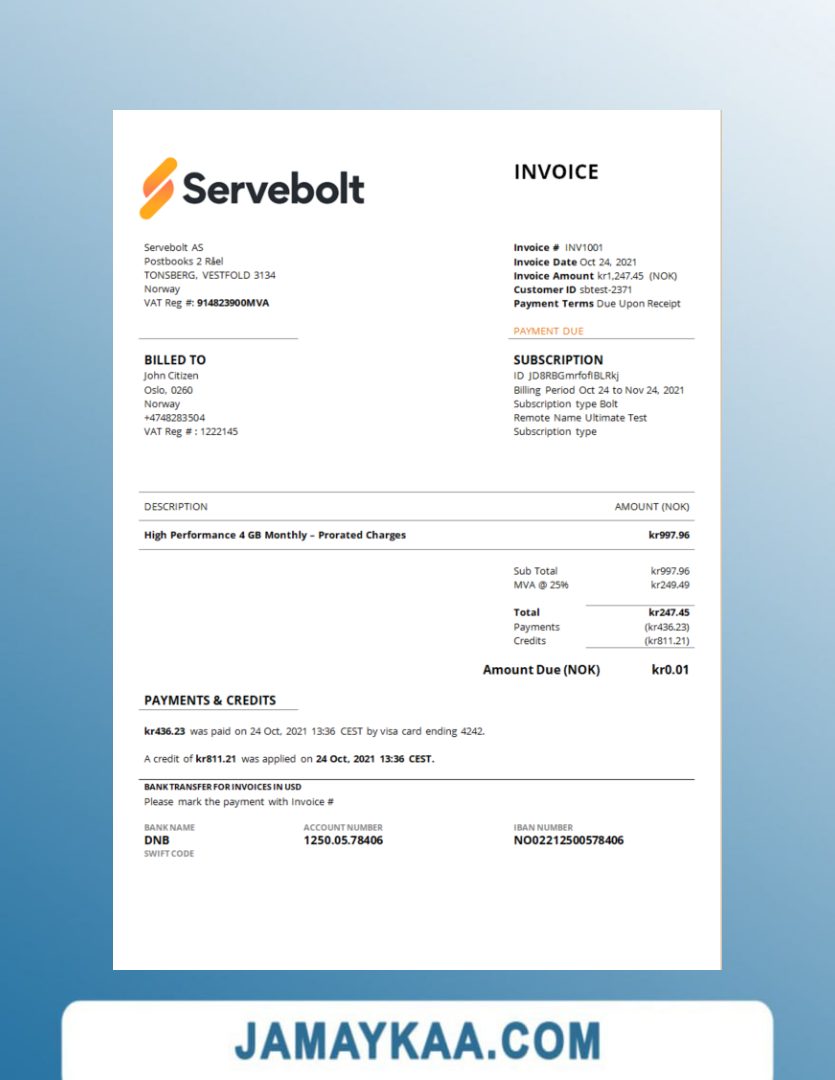 Servebolt
INVOICE
Servebolt AS
Postbooks 2 Råel
TONSBERG, VESTFOLD 3134
Norway
VAT Reg #: 914823900MVA
Invoice # INV1001
Invoice Date Oct 24, 2021
Invoice Amount kr1,247.45 (NOK)
Customer ID sbtest-2371
Payment Terms Due Upon Receipt
PAYMENT DUE
BILLED TO
John Citizen
Oslo, 0260
Norway
+4748283504
VAT Reg # : 1222145
SUBSCRIPTION
ID JD8RBGmrfofIBLRkj
Billing Period Oct 24 to Nov 24, 2021
Subscription type Bolt
Remote Name Ultimate Test
Subscription type
DESCRIPTION AMOUNT (NOK)
High Performance 4 GB Monthly – Prorated Charges kr997.96
Sub Total kr997.96
MVA @ 25% kr249.49
Total kr247.45
Payments (kr436.23)
Credits (kr811.21)
Amount Due (NOK) kr0.01
PAYMENTS & CREDITS
kr436.23 was paid on 24 Oct, 2021 13:36 CEST by visa card ending 4242.
A credit of kr811.21 was applied on 24 Oct, 2021 13:36 CEST.
BANK TRANSFER FOR INVOICES IN USD
Please mark the payment with Invoice #
BANK NAME ACCOUNT NUMBER IBAN NUMBER
DNB 1250.05.78406 NO02212500578406
SWIFT CODE
JAMAYKAA.COM